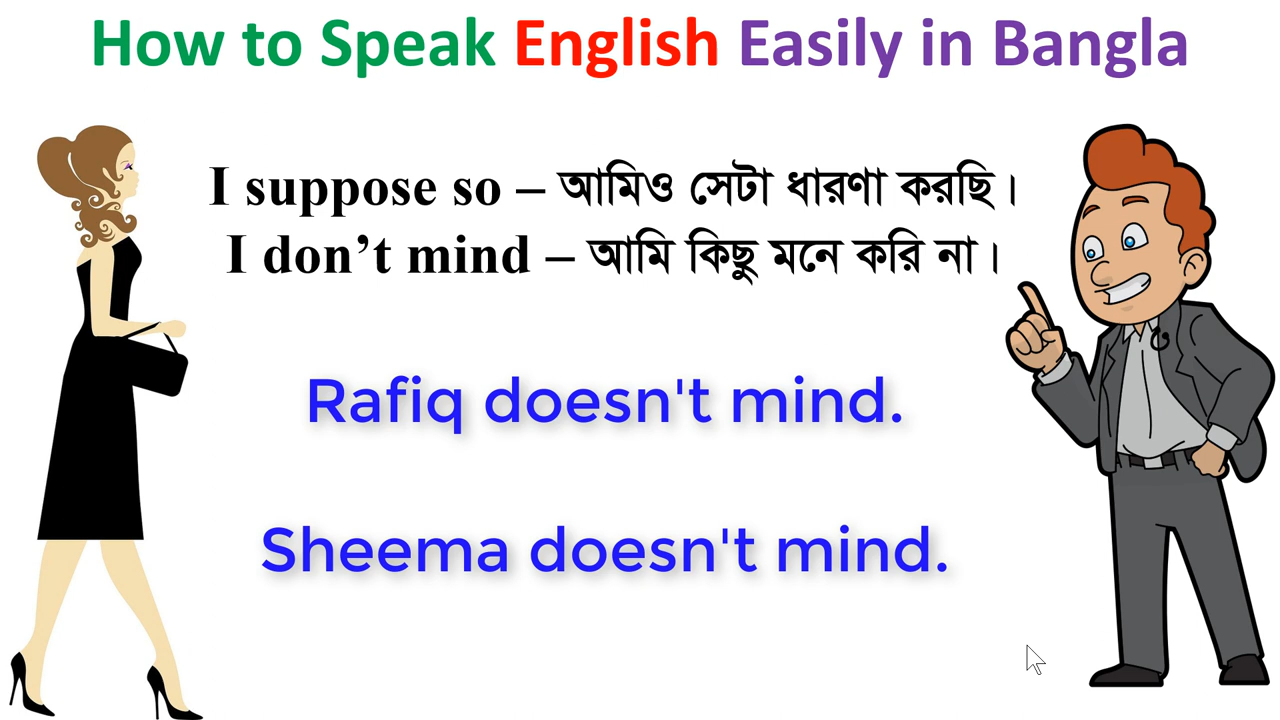 How to Speak English Easily in Bangla
I suppose so – আমিও সেটা ধারণা করছি।
I don’t mind – আমি কিছু মনে করি না।
Rafiq doesn't mind.
Sheema doesn't mind.